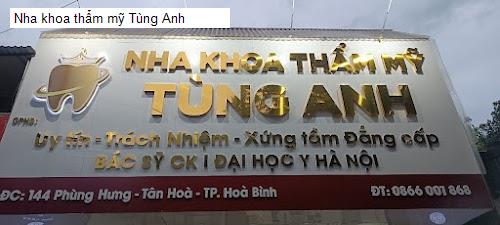 Nha khoa thẩm mỹ Tùng Anh
NHA KHOA THẨM MỸ
TÙNG ANH
GPHĐ:
Uy tín - Trách Nhiệm - Xứng tầm Đẳng cấp
BÁC SỸ CK I ĐẠI HỌC Y HÀ NỘI
ĐC: 144 Phùng Hưng - Tân Hoà - TP. Hoà Bình ĐT: 0866 001 868